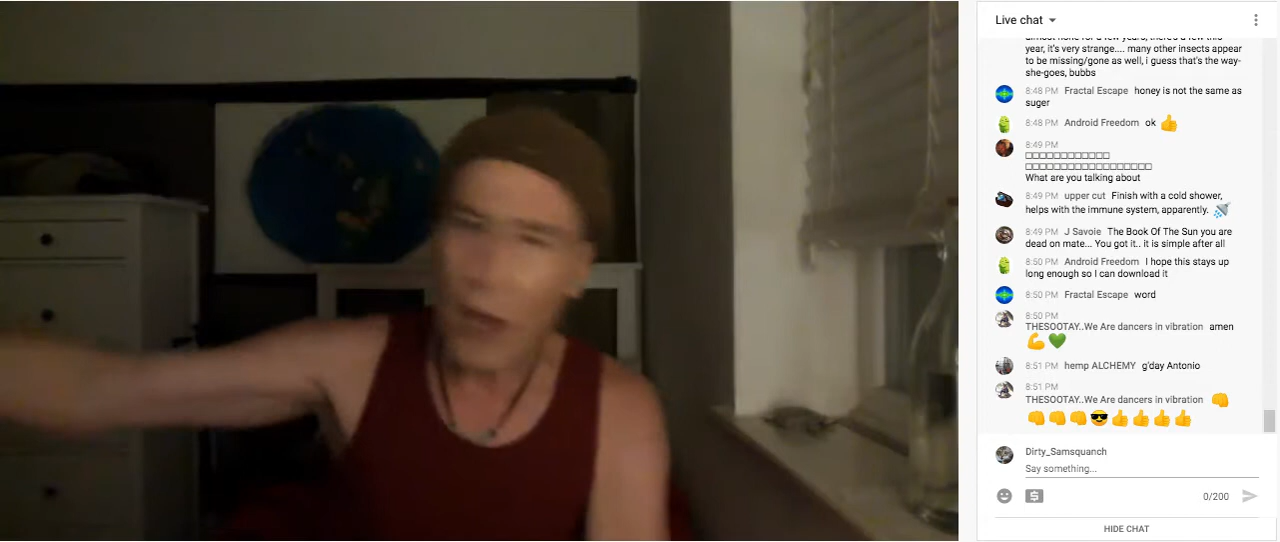 Live chat
almost none for a few years, there's a few this
year, it's very strange.... many other insects appear
to be missing/gone as well, i guess that's the way-
she-goes, bubbs
8:48 PM Fractal Escape honey is not the same as
suger
8:48 PM Android Freedom ok
8:49 PM
What are you talking about
8:49 PM upper cut Finish with a cold shower,
helps with the immune system, apparently.
8:49 PM J Savoie The Book Of The Sun you are
dead on mate... You got it.. it is simple after all
8:50 PM Android Freedom I hope this stays up
long enough so I can download it
8:50 PM Fractal Escape word
8:50 PM
THESOOTAY..We Are dancers in vibration amen
8:51 PM hemp ALCHEMY g'day Antonio
8:51 PM
THESOOTAY..We Are dancers in vibration
Dirty_Samsquanch
Say something...
0/200
HIDE CHAT